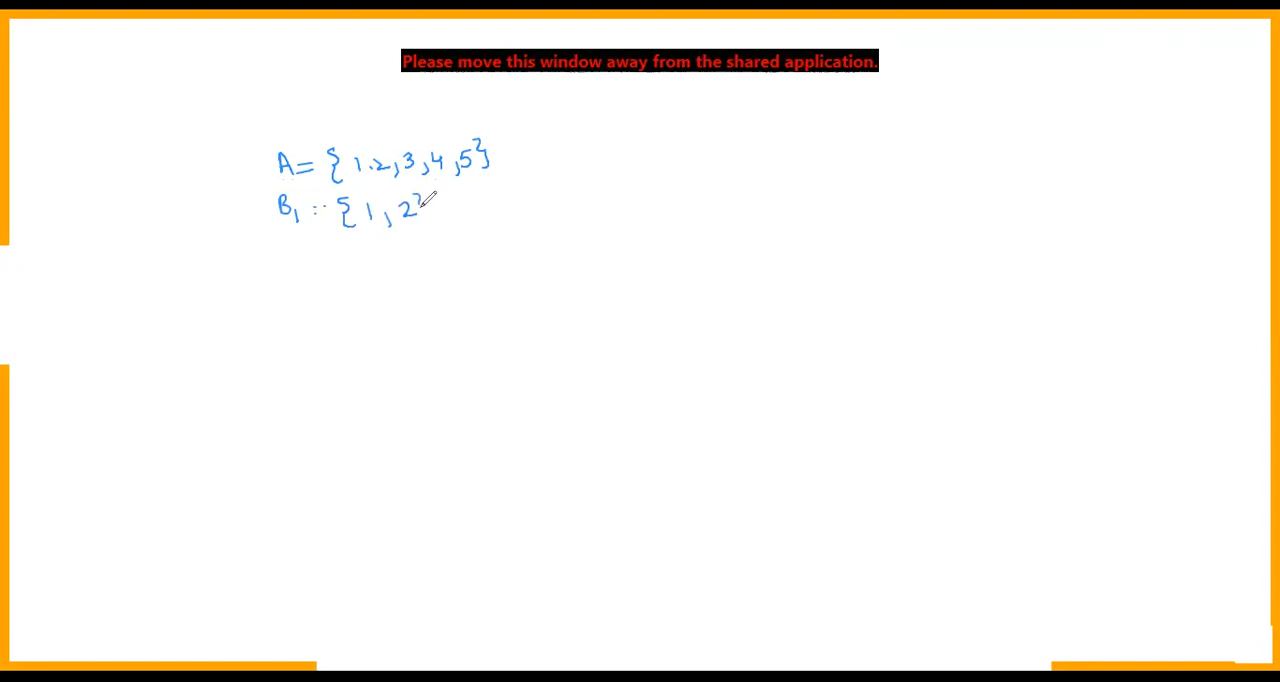 Please move this window away from the shared application.
A = { 1.2, 3, 4, 5}
B1 :: { 1, 2